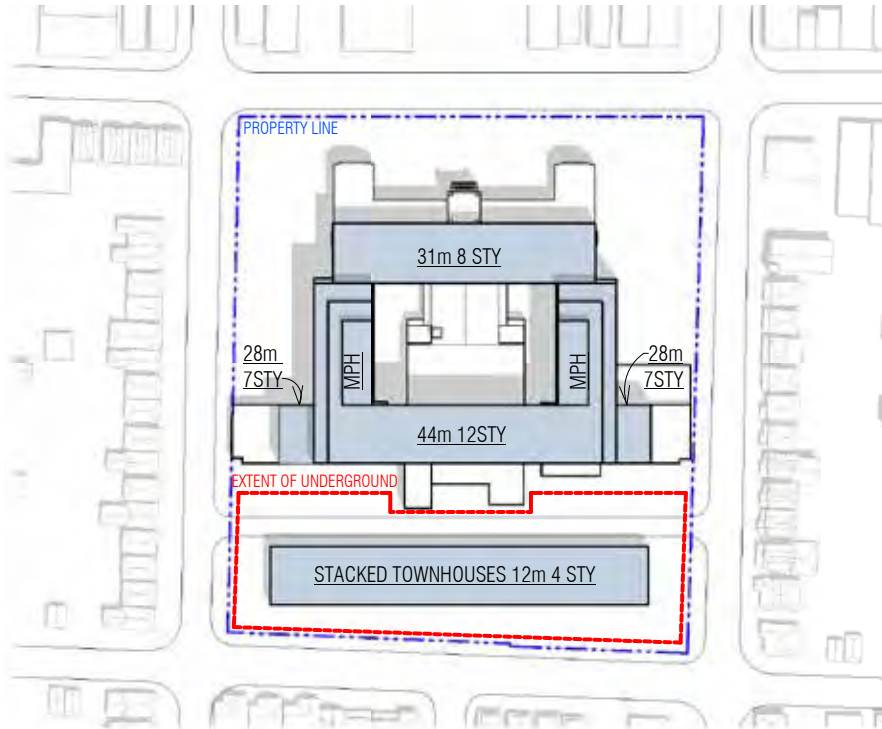 PROPERTY LINE
31m 8 STY
28m
7STY
MPH
MPH
28m
7STY
44m 12STY
EXTENT OF UNDERGROUND
STACKED TOWNHOUSES 12m 4 STY